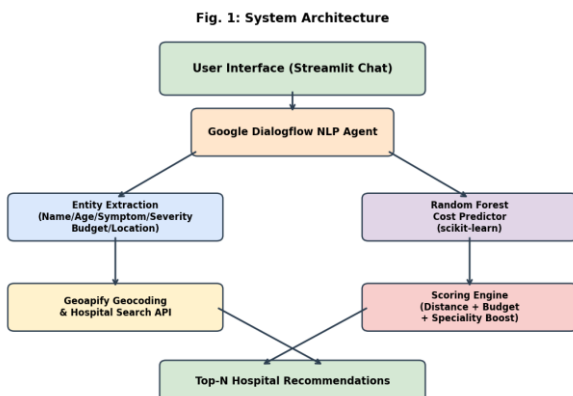 Fig. 1: System Architecture
User Interface (Streamlit Chat)
Google Dialogflow NLP Agent
Entity Extraction
(Name/Age/Symptom/Severity
Budget/Location)
Random Forest
Cost Predictor
(scikit-learn)
Geoapify Geocoding
& Hospital Search API
Scoring Engine
(Distance + Budget
+ Speciality Boost)
Top-N Hospital Recommendations